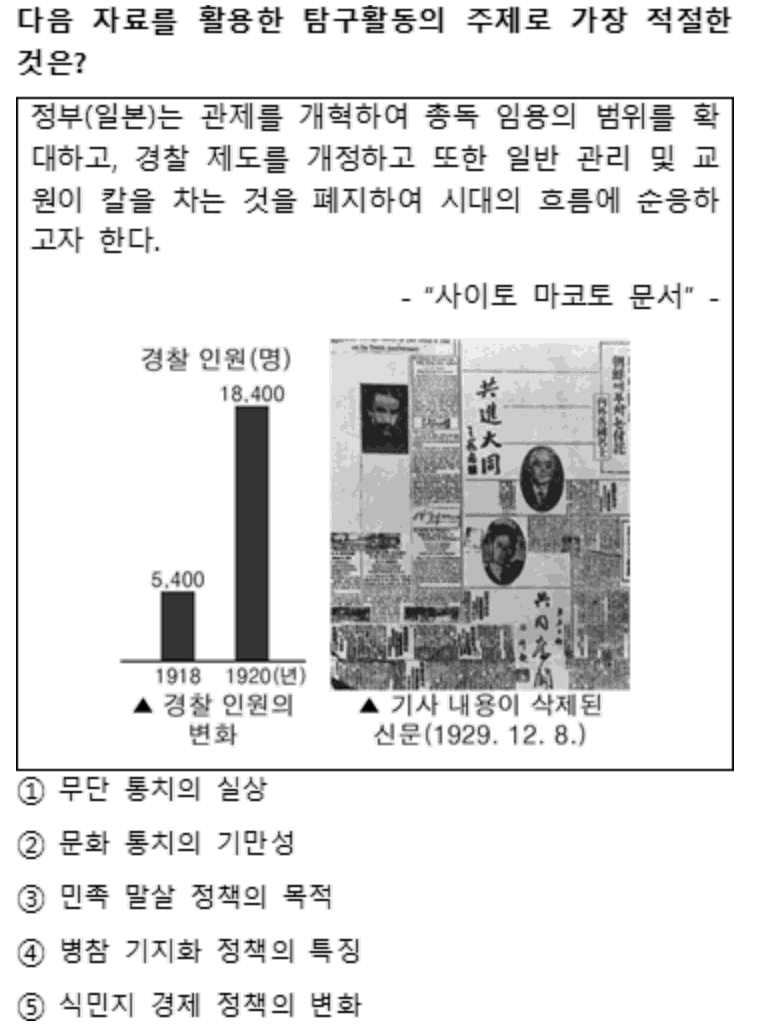 다음 자료를 활용한 탐구활동의 주제로 가장 적절한
것은?
정부(일본)는 관제를 개혁하여 총독 임용의 범위를 확
대하고, 경찰 제도를 개정하고 또한 일반 관리 및 교
원이 칼을 차는 것을 폐지하여 시대의 흐름에 순응하
고자 한다.
- “사이토 마코토 문서” -
경찰 인원(명)
18,400
5,400
1918 1920(년)
▲ 경찰 인원의
변화
共進大同
▲ 기사 내용이 삭제된
신문(1929. 12. 8.)
① 무단 통치의 실상
② 문화 통치의 기만성
③ 민족 말살 정책의 목적
④ 병참 기지화 정책의 특징
⑤ 식민지 경제 정책의 변화